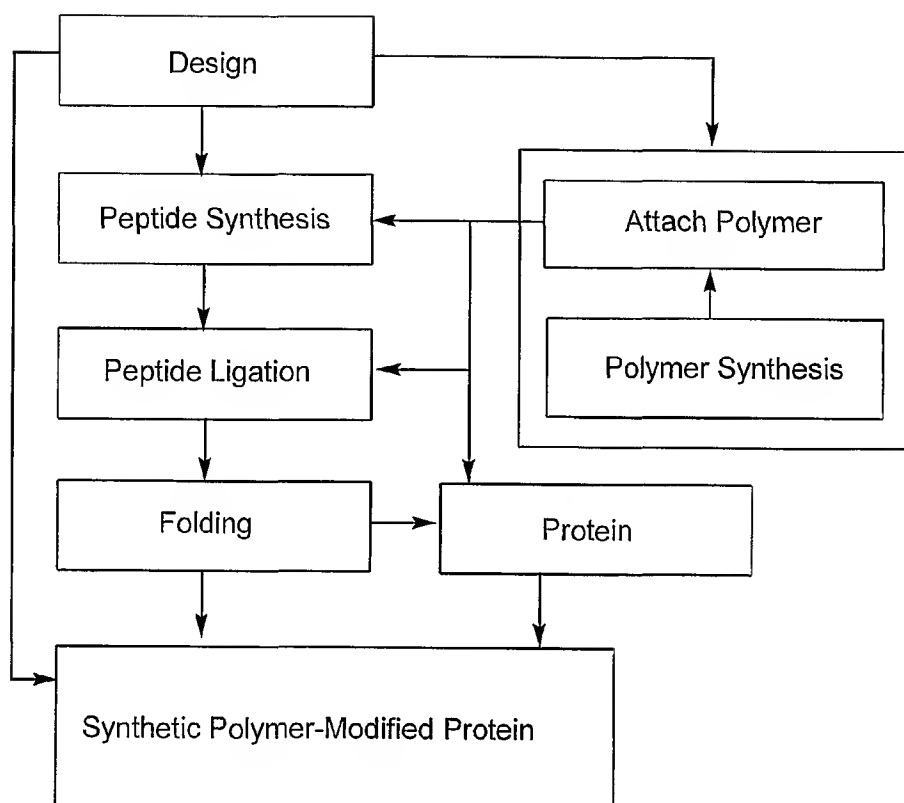 Design
Peptide Synthesis
Attach Polymer
Peptide Ligation
Polymer Synthesis
Folding
Protein
Synthetic Polymer-Modified Protein